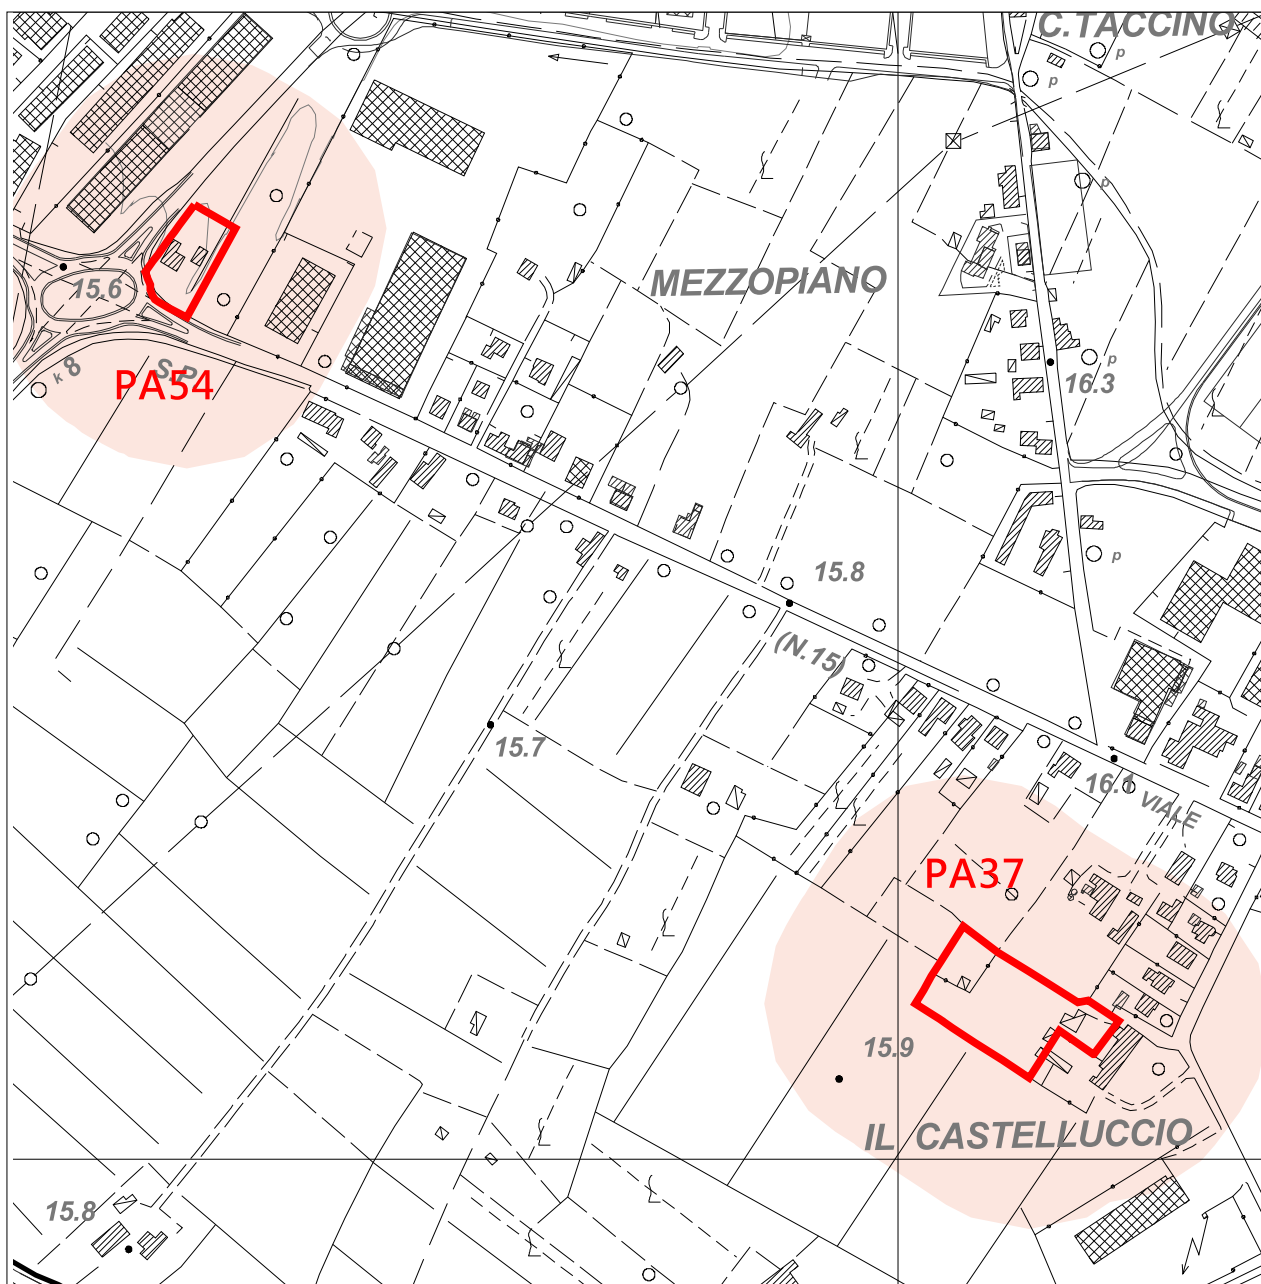 C.TACCINO
p
p
p
MEZZOPIANO
15.6
k 8
S.P
PA54
p
16.3
p
15.8
(N.15)
15.7
16.1
VIALE
PA37
15.9
IL CASTELLUCCIO
15.8